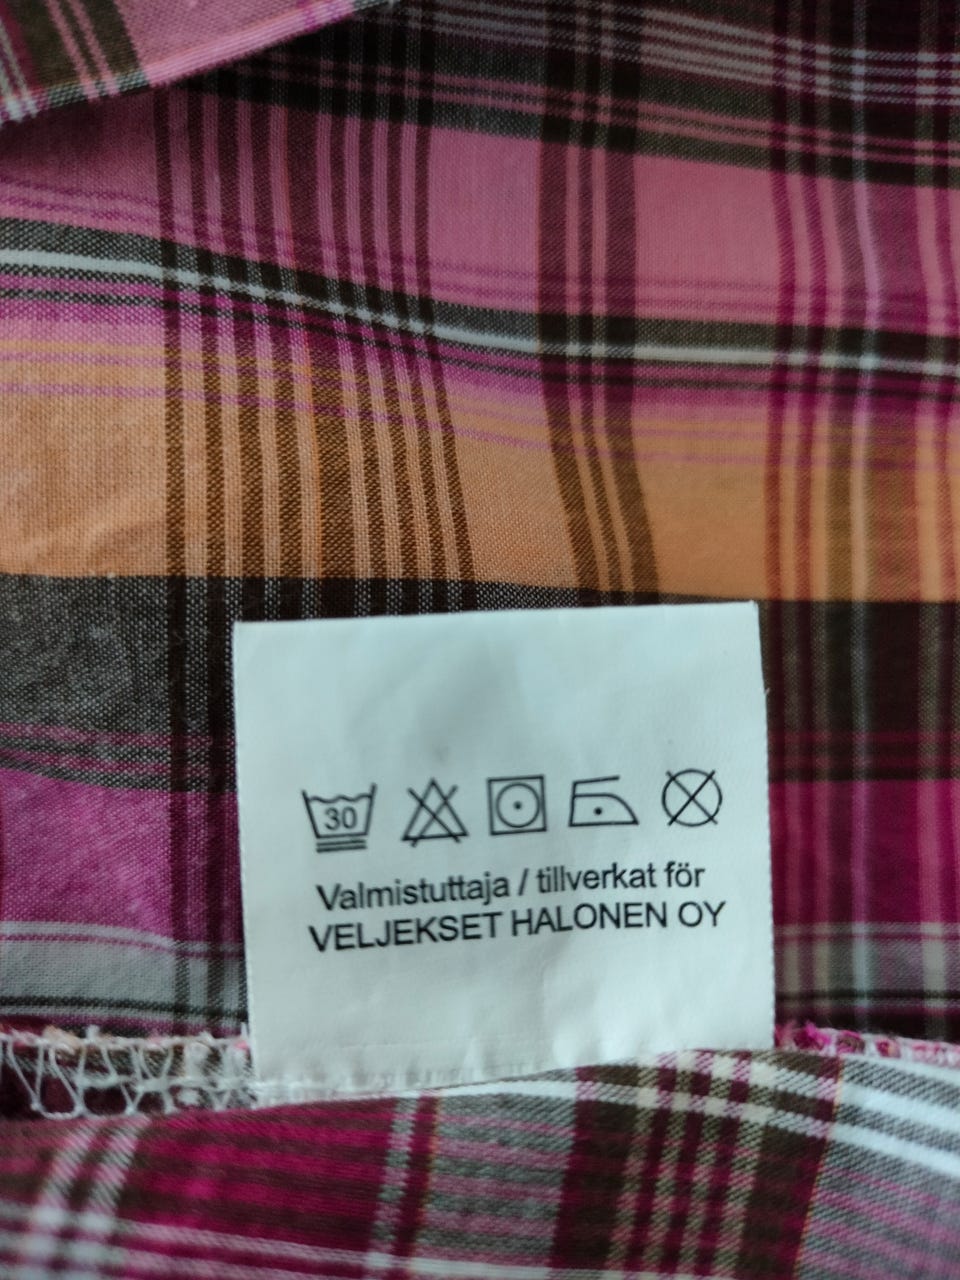 30
Valmistuttaja / tillverkat för
VELJEKSET HALONEN OY